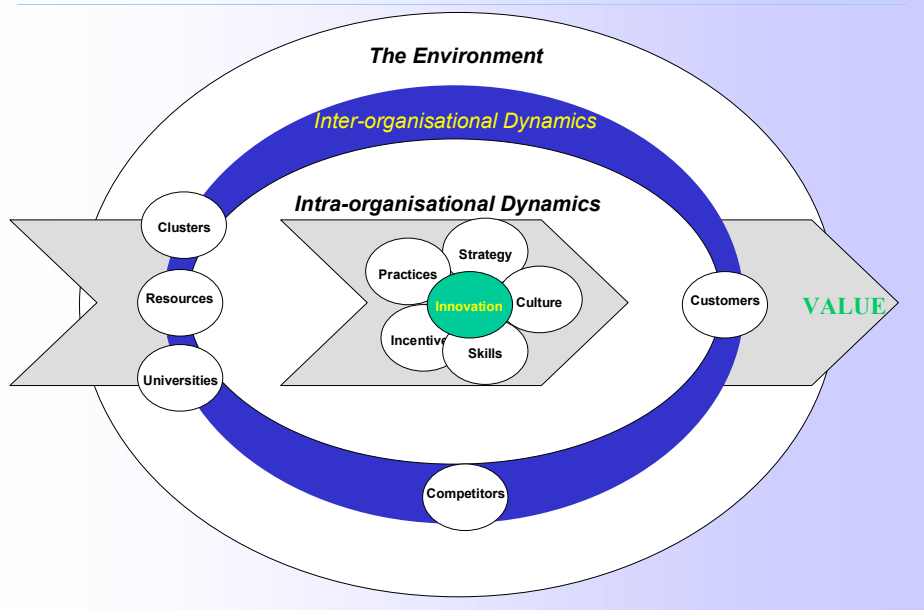 The Environment
Inter-organisational Dynamics
Intra-organisational Dynamics
Clusters
Strategy
Practices
Resources
Innovation
Culture
Customers
VALUE
Incentive
Skills
Universities
Competitors